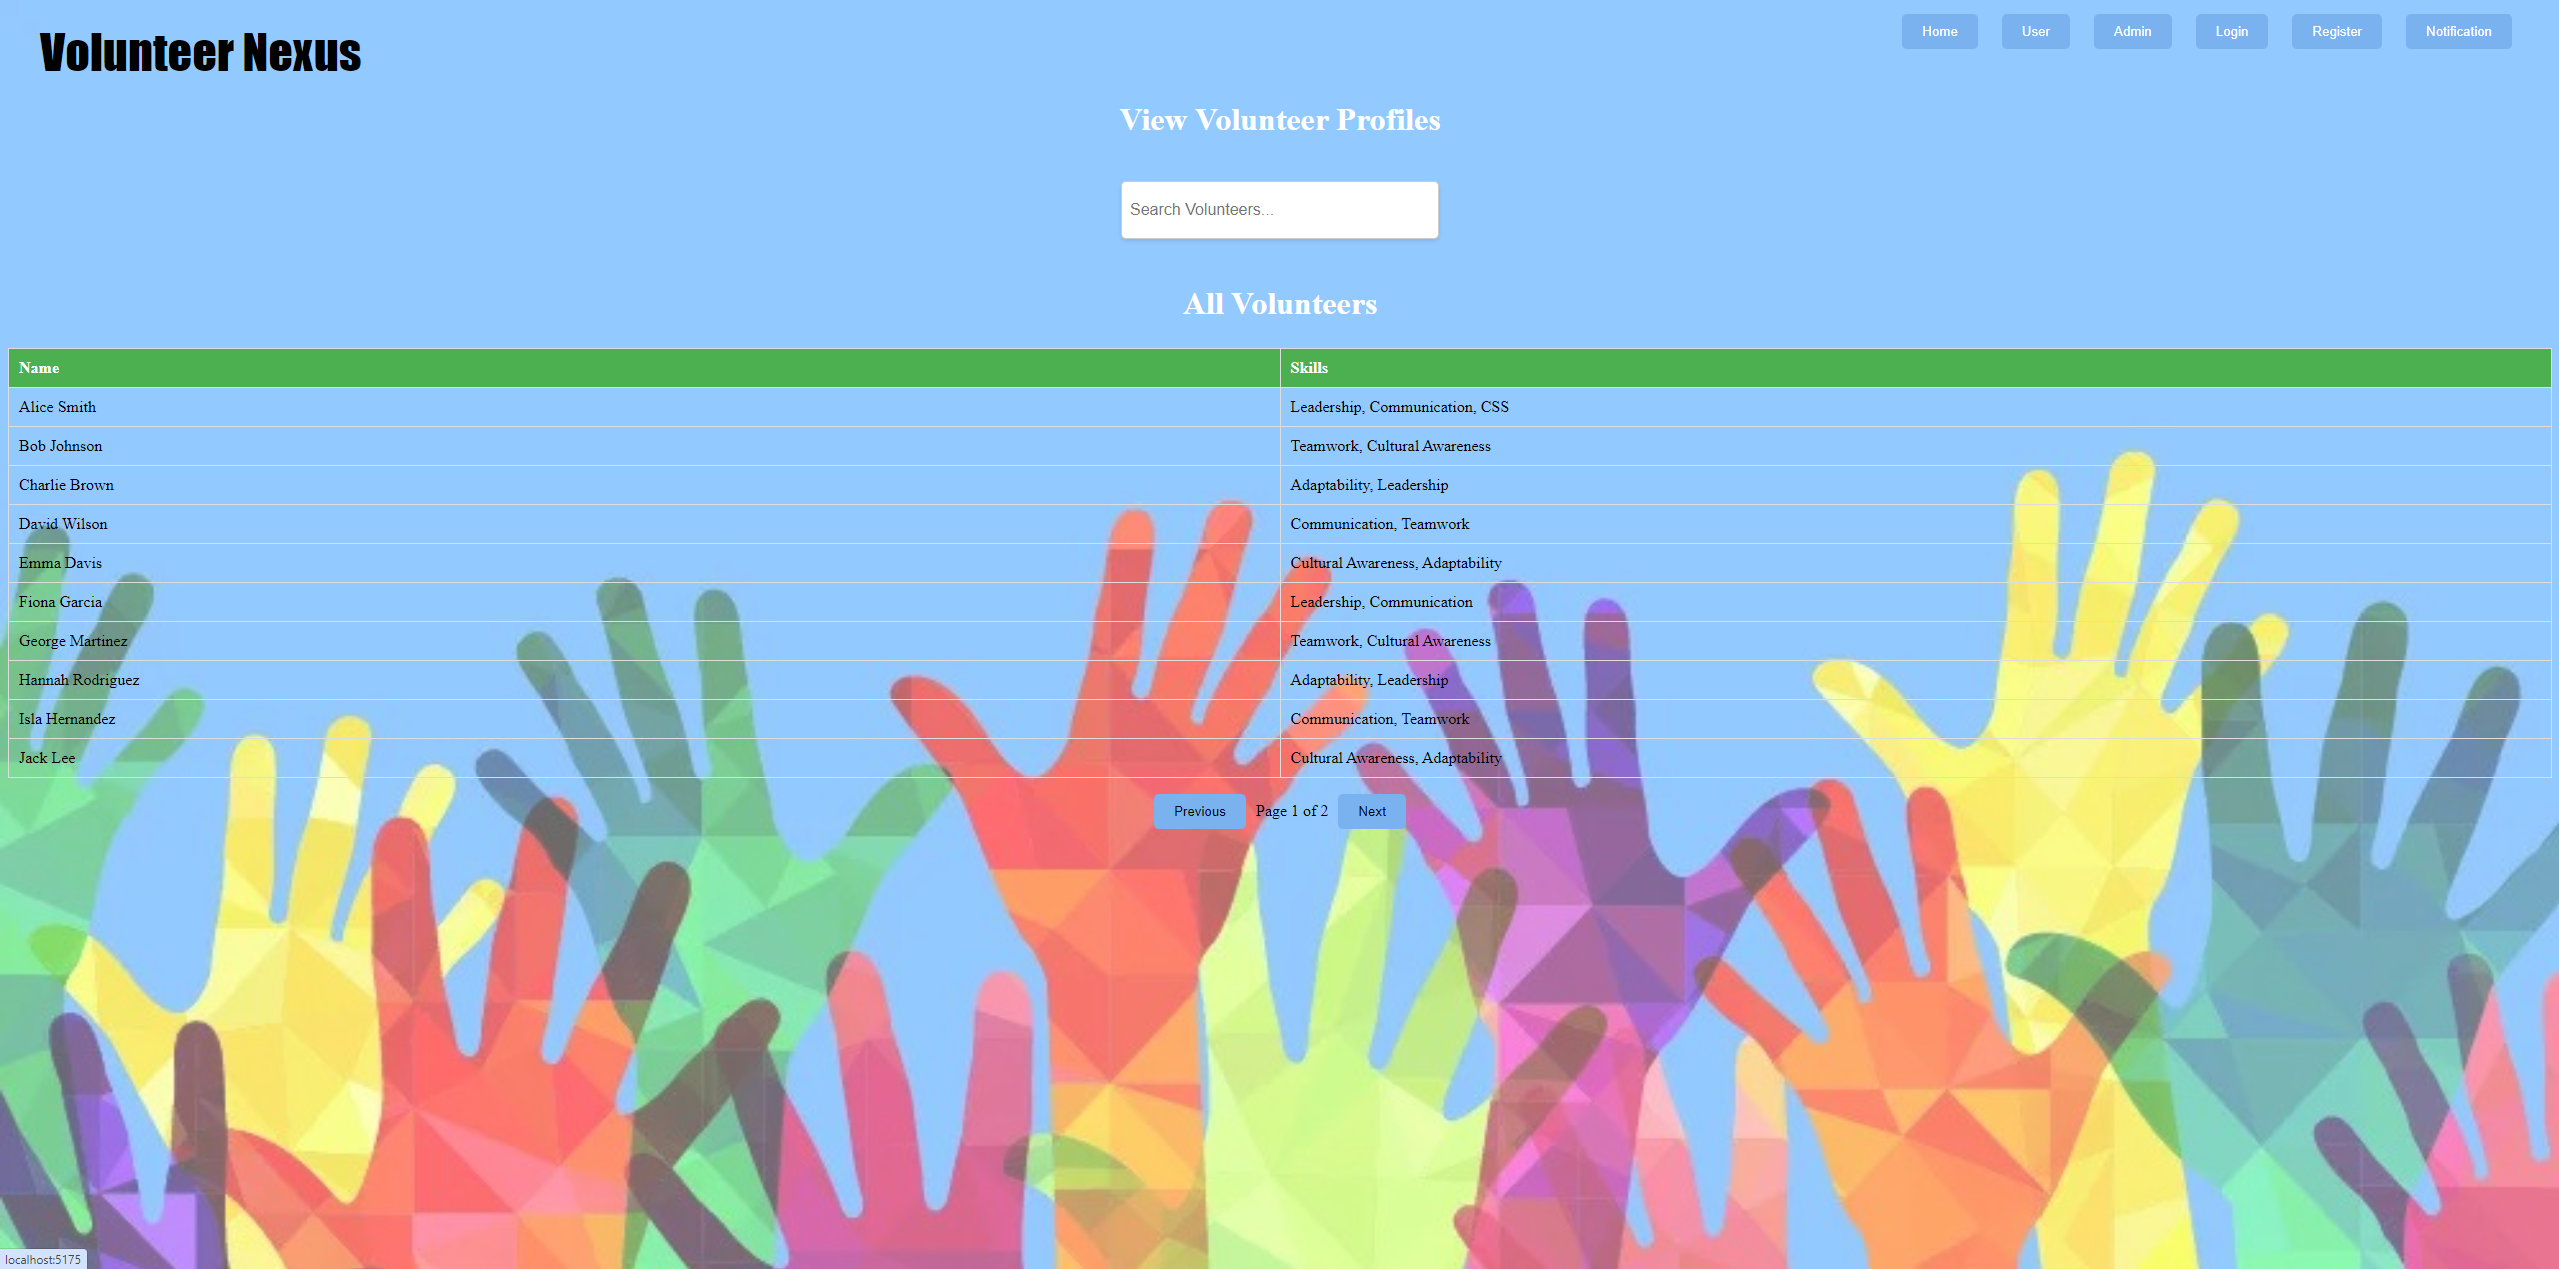 Volunteer Nexus
Home User Admin Login Register Notification
View Volunteer Profiles
Search Volunteers...
All Volunteers
Name Skills
Alice Smith Leadership, Communication, CSS
Bob Johnson Teamwork, Cultural Awareness
Charlie Brown Adaptability, Leadership
David Wilson Communication, Teamwork
Emma Davis Cultural Awareness, Adaptability
Fiona Garcia Leadership, Communication
George Martinez Teamwork, Cultural Awareness
Hannah Rodriguez Adaptability, Leadership
Isla Hernandez Communication, Teamwork
Jack Lee Cultural Awareness, Adaptability
Previous Page 1 of 2 Next
localhost:5175